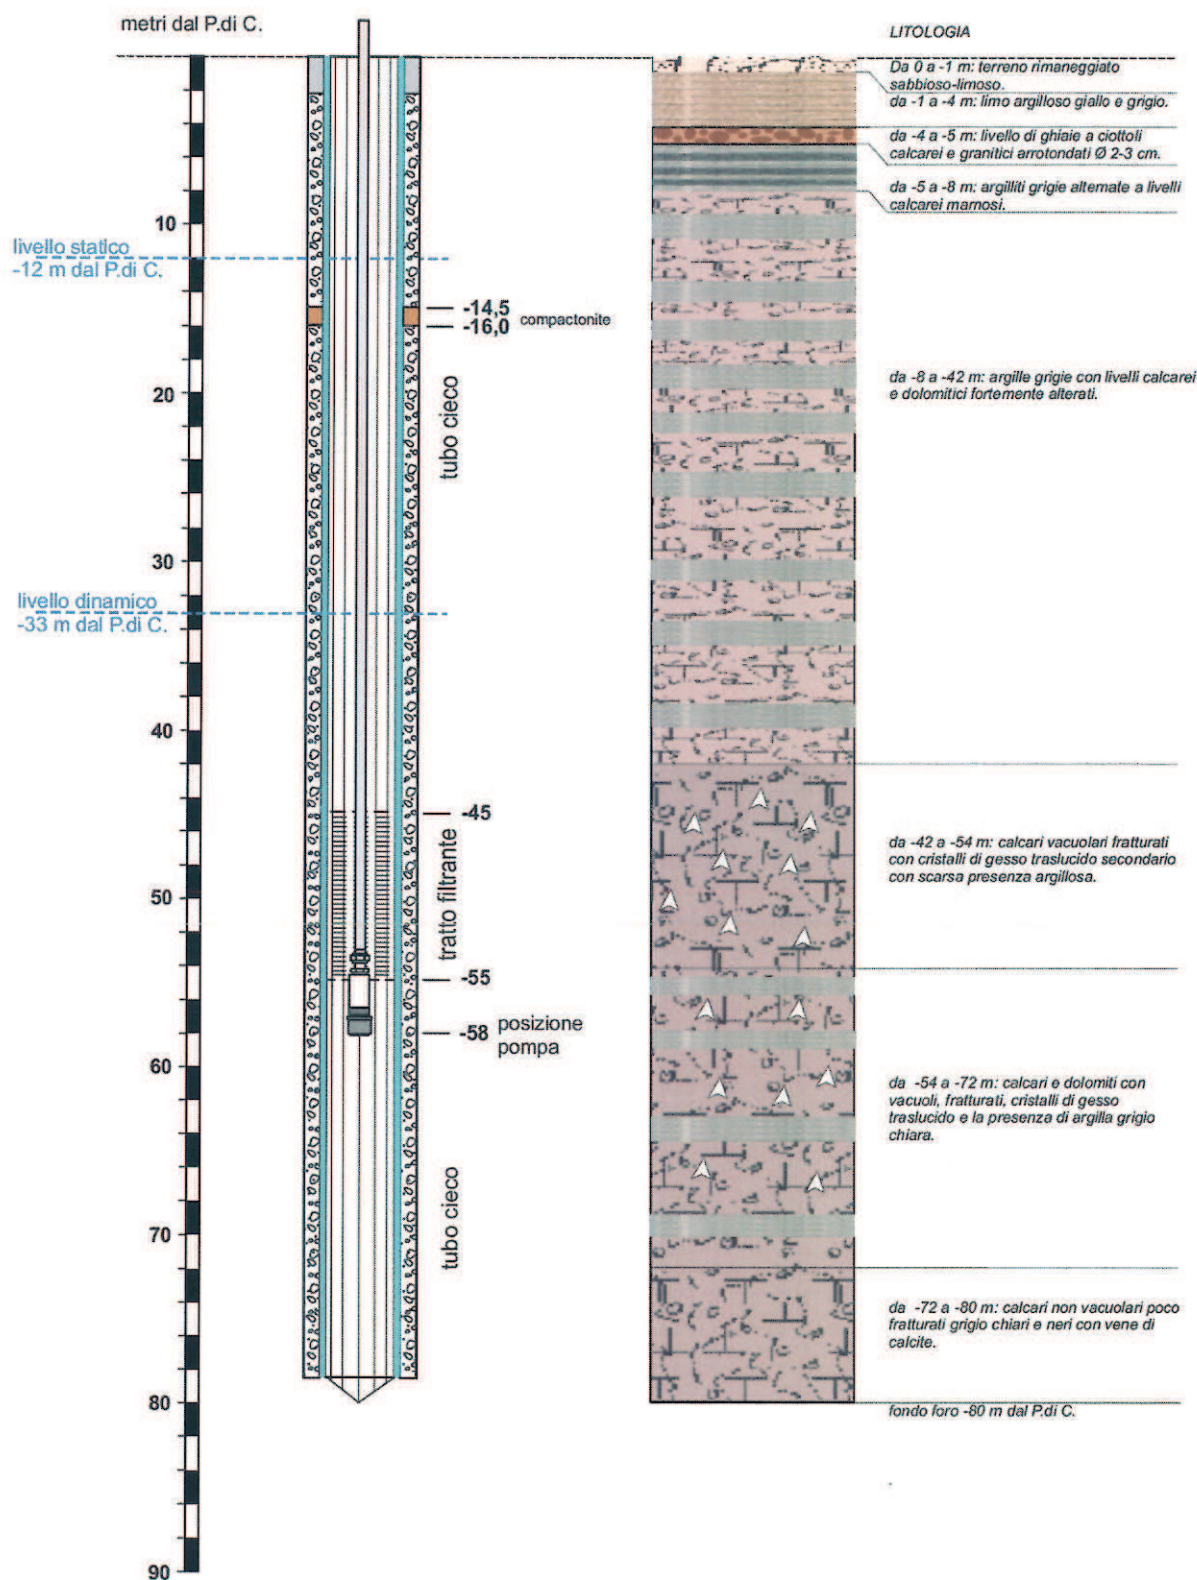 metri dal P.di C.
LITOLOGIA
Da 0 a -1 m: terreno rimaneggiato
sabbioso-limoso.
da -1 a -4 m: limo argilloso giallo e grigio.
da -4 a -5 m: livello di ghiaie a ciottoli
calcarei e granitici arrotondati Ø 2-3 cm.
da -5 a -8 m: argilliti grigie alternate a livelli
calcarei marnosi.
10
livello statico
-12 m dal P.di C.
-14,5
-16,0
compactonite
tubo cieco
da -8 a -42 m: argille grigie con livelli calcarei
e dolomitici fortemente alterati.
20
30
livello dinamico
-33 m dal P.di C.
40
-45
tratto filtrante
da -42 a -54 m: calcari vacuolari fratturati
con cristalli di gesso traslucido secondario
con scarsa presenza argillosa.
50
-55
-58
posizione
pompa
60
da -54 a -72 m: calcari e dolomiti con
vacuoli, fratturati, cristalli di gesso
traslucido e la presenza di argilla grigio
chiara.
tubo cieco
70
da -72 a -80 m: calcari non vacuolari poco
fratturati grigio chiari e neri con vene di
calcite.
80
fondo foro -80 m dal P.di C.
90